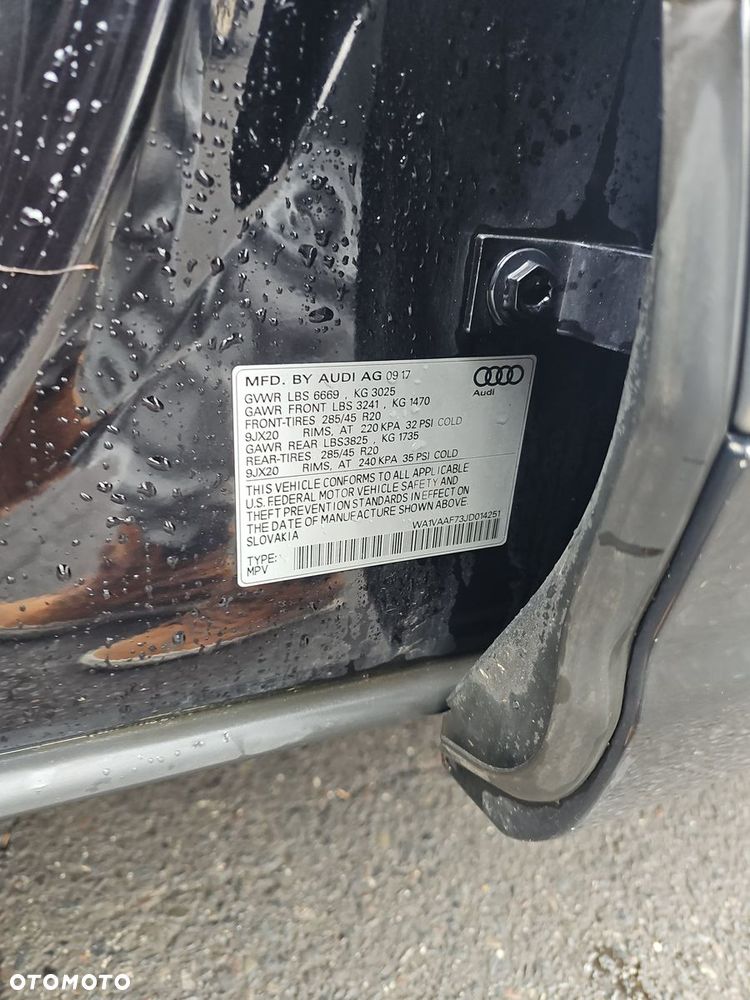 MFD. BY AUDI AG 09 17
Audi
GVWR LBS 6669 , KG 3025
GAWR FRONT LBS 3241 , KG 1470
FRONT-TIRES 285/45 R20
9JX20 RIMS, AT 220 KPA 32 PSI COLD
GAWR REAR LBS3825 , KG 1735
REAR-TIRES 285/45 R20
9JX20 RIMS, AT 240 KPA 35 PSI COLD
THIS VEHICLE CONFORMS TO ALL APPLICABLE
U.S. FEDERAL MOTOR VEHICLE SAFETY AND
THEFT PREVENTION STANDARDS IN EFFECT ON
THE DATE OF MANUFACTURE SHOWN ABOVE.
SLOVAKIA
WA1VAAF73JD014251
TYPE:
MPV
OTOMOTO